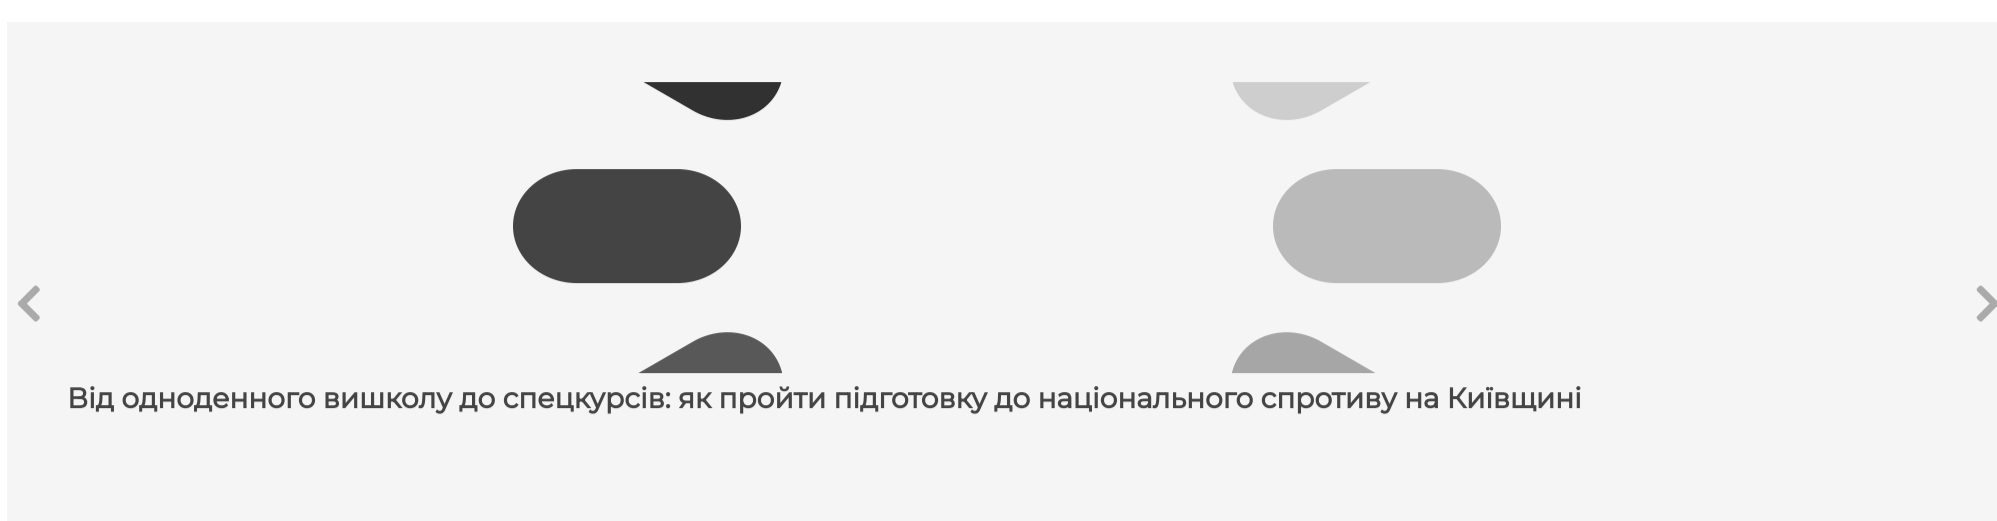 Від одноденного вишколу до спецкурсів: як пройти підготовку до національного спротиву на Київщині